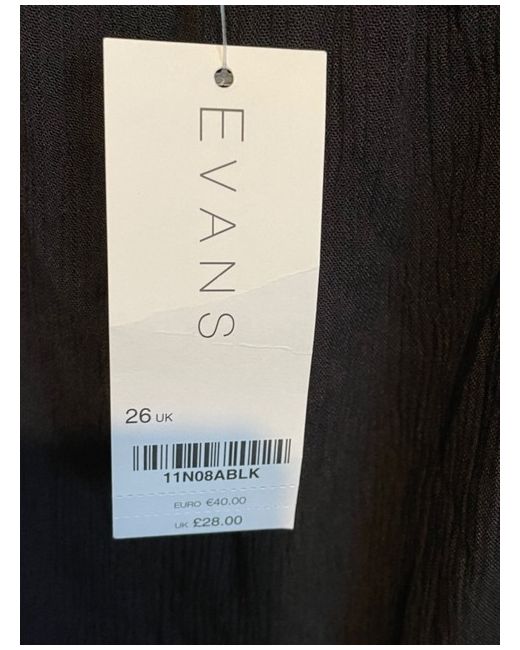 EVANS
26 UK
11N08ABLK
EURO €40.00
UK £28.00